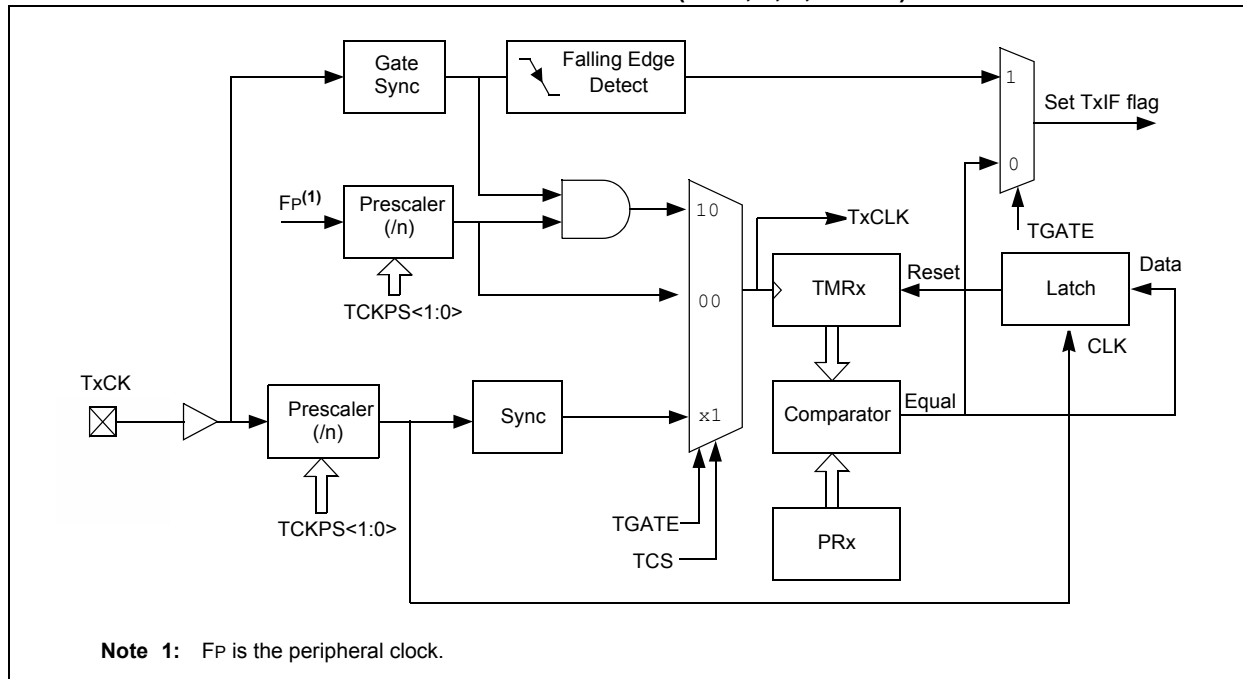 Gate
Sync
Falling Edge
Detect
1
Set TxIF flag
0
FP(1)
Prescaler
(/n)
10
TxCLK
TGATE
TCKPS<1:0>
00
TMRx
Reset
Latch
Data
CLK
TxCK
Prescaler
(/n)
Sync
x1
Comparator
Equal
TCKPS<1:0>
TGATE
TCS
PRx
Note 1: FP is the peripheral clock.